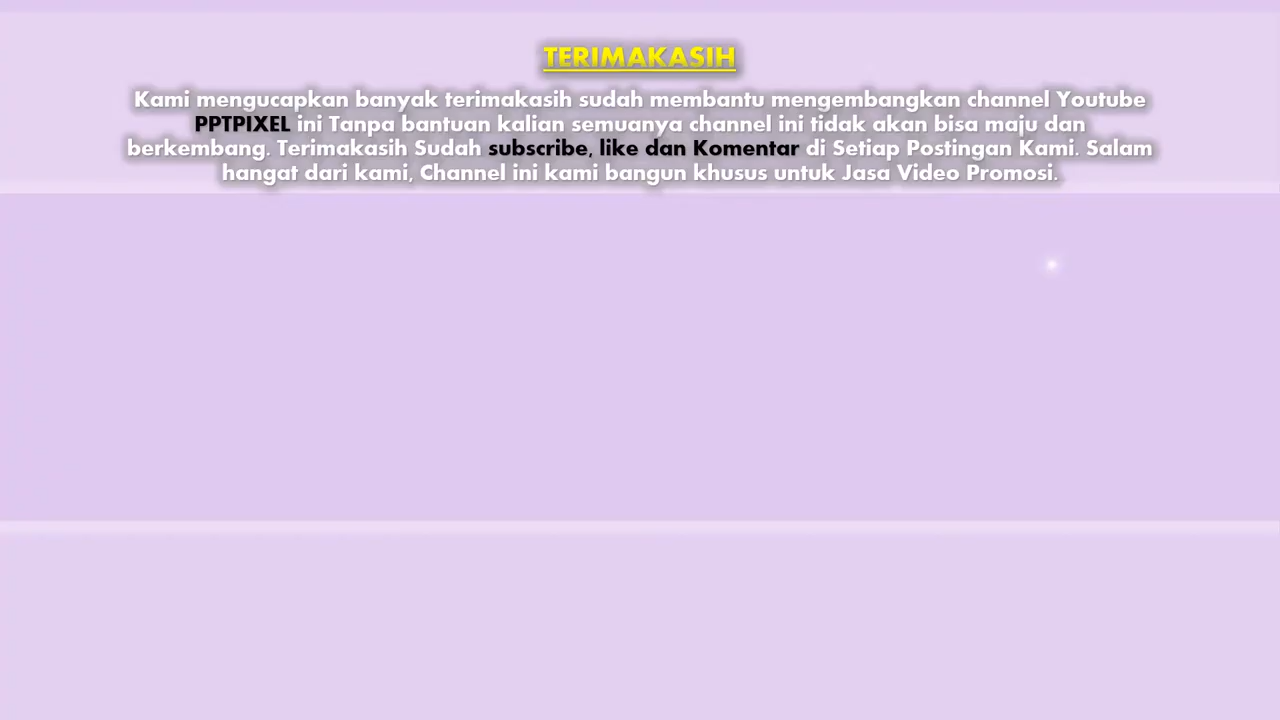 TERIMAKASIH
Kami mengucapkan banyak terimakasih sudah membantu mengembangkan channel Youtube
PPTPIXEL ini Tanpa bantuan kalian semuanya channel ini tidak akan bisa maju dan
berkembang. Terimakasih Sudah subscribe, like dan Komentar di Setiap Postingan Kami. Salam
hangat dari kami, Channel ini kami bangun khusus untuk Jasa Video Promosi.